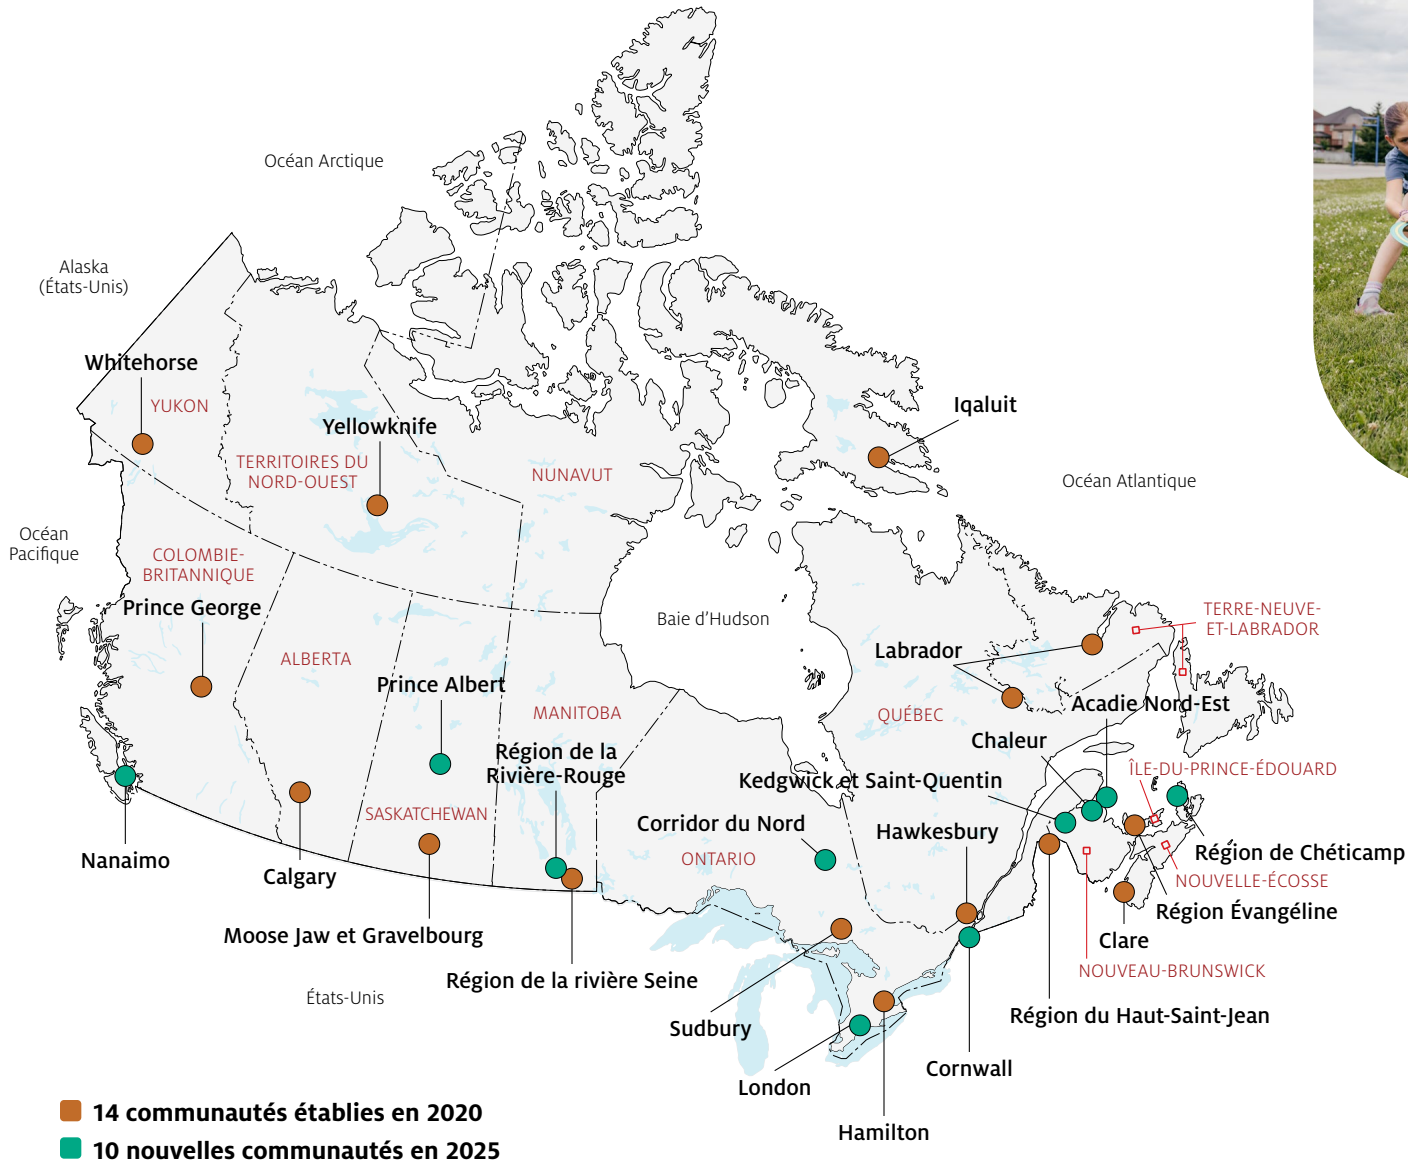 Océan Arctique
Alaska
(États-Unis)
Whitehorse
YUKON
Yellowknife
TERRITOIRES DU
NORD-OUEST
NUNAVUT
Iqaluit
Océan Atlantique
Océan
Pacifique
COLOMBIE-
BRITANNIQUE
Prince George
ALBERTA
Prince Albert
MANITOBA
Baie d'Hudson
Labrador
TERRE-NEUVE-
ET-LABRADOR
QUÉBEC
Acadie Nord-Est
Chaleur
Région de la
Rivière-Rouge
Kedgwick et Saint-Quentin
ÎLE-DU-PRINCE-ÉDOUARD
SASKATCHEWAN
Corridor du Nord
Hawkesbury
ONTARIO
Nanaimo
Calgary
Région de Chéticamp
NOUVELLE-ÉCOSSE
Région Évangéline
Moose Jaw et Gravelbourg
Clare
Région de la rivière Seine
NOUVEAU-BRUNSWICK
États-Unis
Sudbury
Région du Haut-Saint-Jean
London
Cornwall
Hamilton
14 communautés établies en 2020
10 nouvelles communautés en 2025